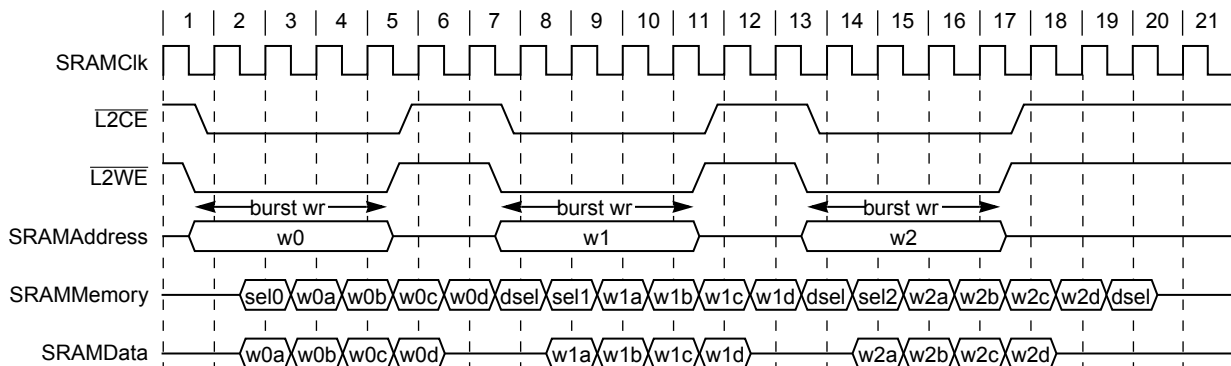 1 2 3 4 5 6 7 8 9 10 11 12 13 14 15 16 17 18 19 20 21
SRAMClk
L2CE
L2WE
burst wr burst wr burst wr
SRAMAddress w0 w1 w2
SRAMMemory sel0 w0a w0b w0c w0d dsel sel1 w1a w1b w1c w1d dsel sel2 w2a w2b w2c w2d dsel
SRAMData w0a w0b w0c w0d w1a w1b w1c w1d w2a w2b w2c w2d